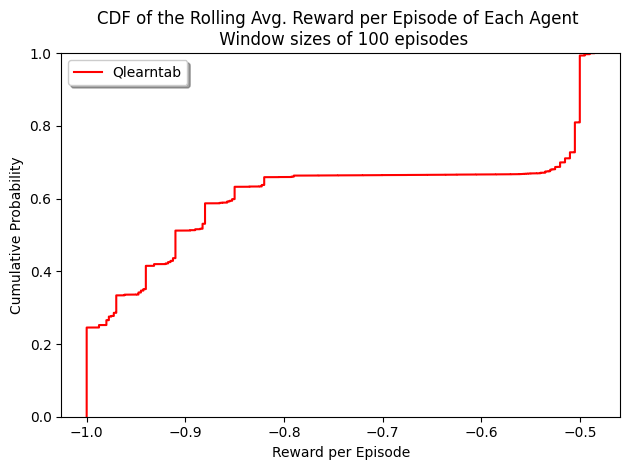 CDF of the Rolling Avg. Reward per Episode of Each Agent
Window sizes of 100 episodes
Qlearntab
1.0
0.8
0.6
0.4
0.2
0.0
Cumulative Probability
−1.0 −0.9 −0.8 −0.7 −0.6 −0.5
Reward per Episode